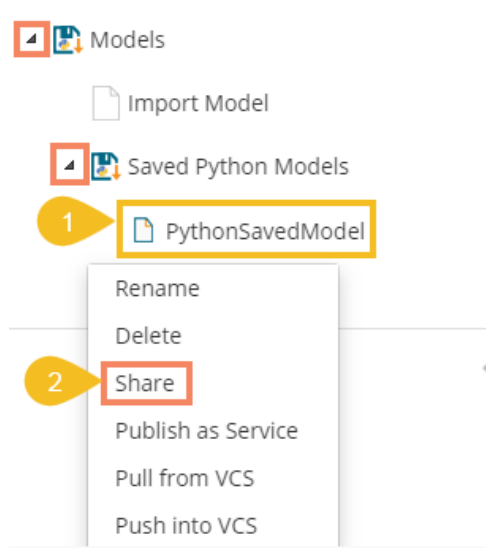 Models
Import Model
Saved Python Models
1
PythonSavedModel
Rename
Delete
2
Share
Publish as Service
Pull from VCS
Push into VCS